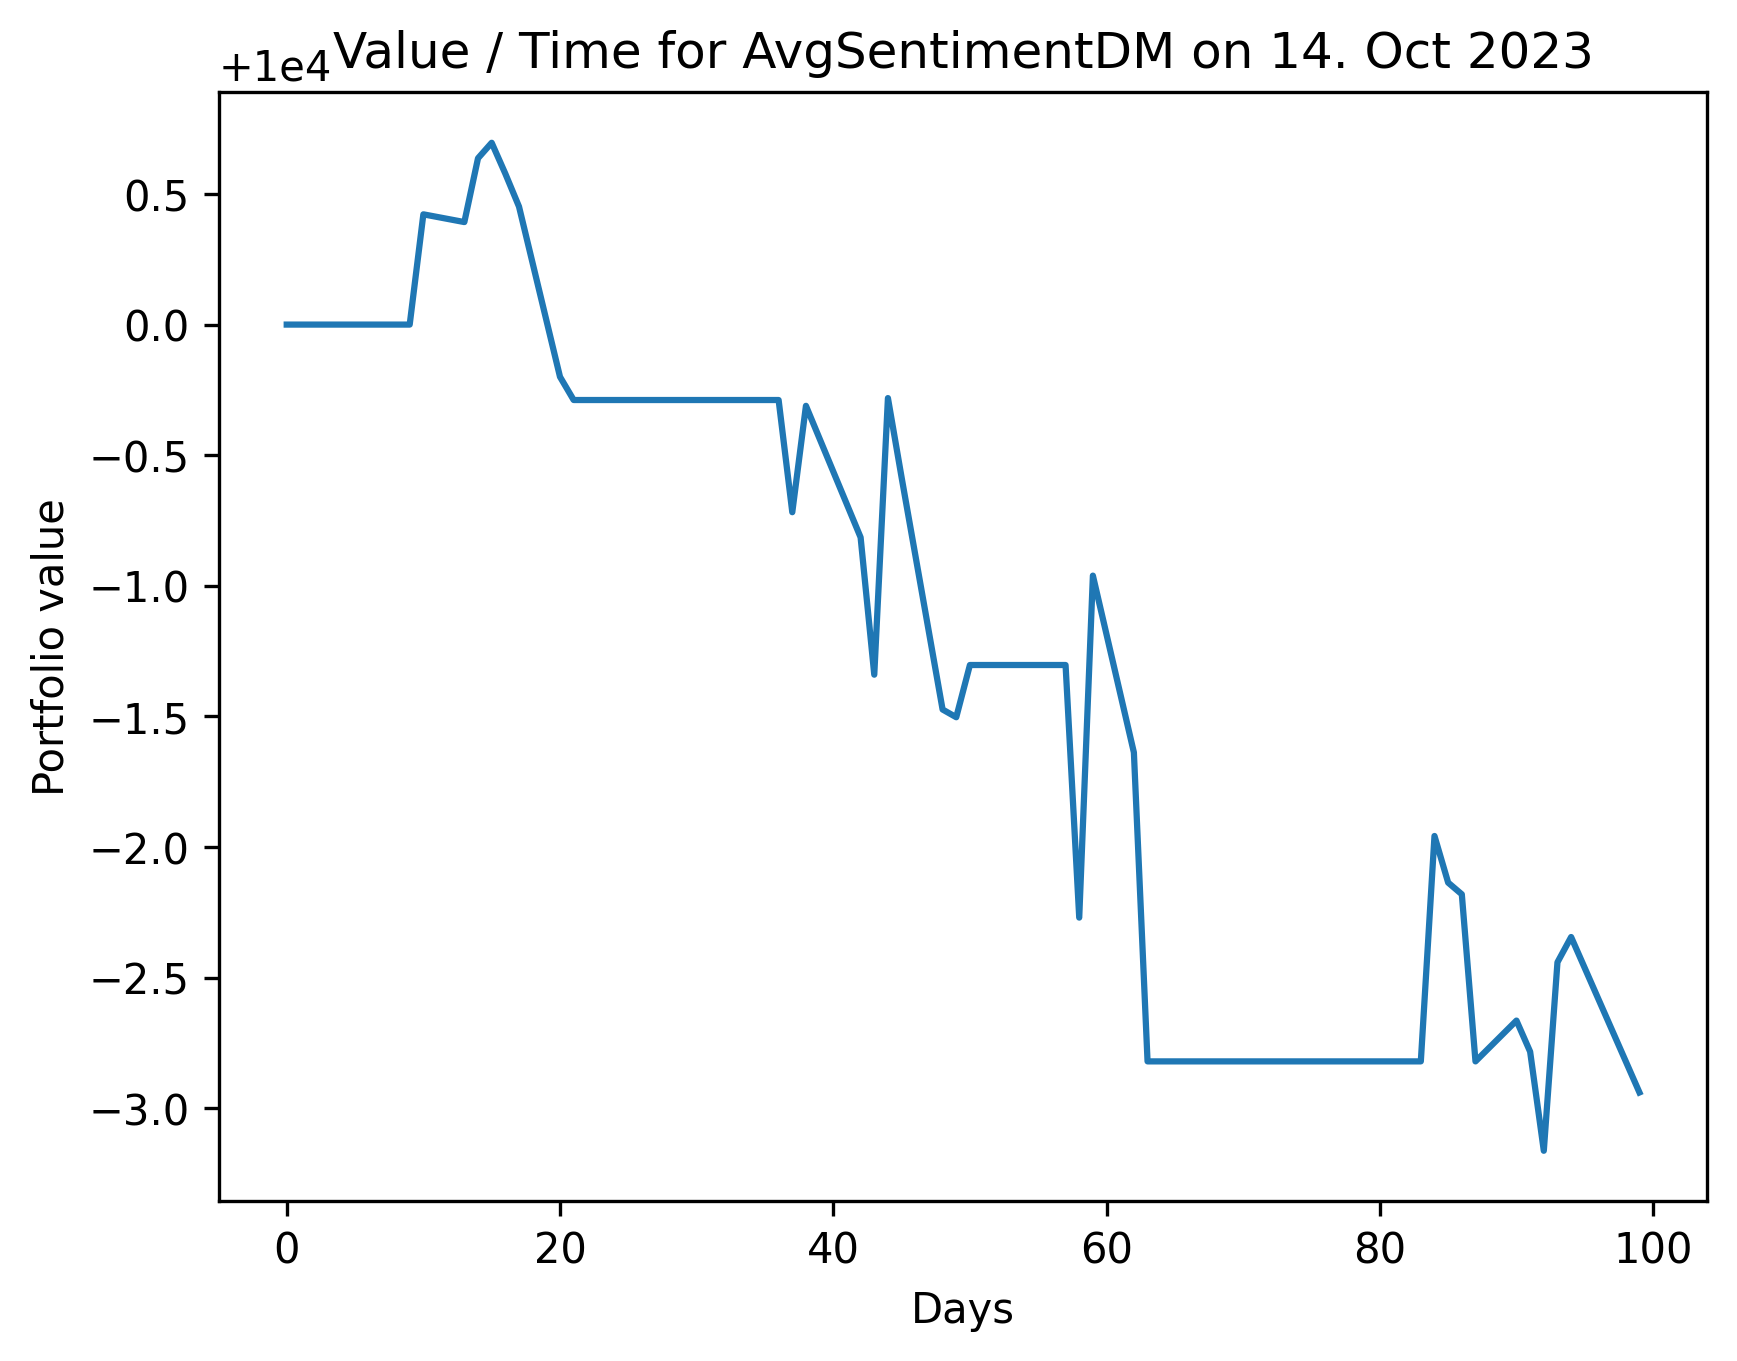 Value / Time for AvgSentimentDM on 14. Oct 2023
+1e4
0.5
0.0
−0.5
−1.0
−1.5
−2.0
−2.5
−3.0
Portfolio value
0 20 40 60 80 100
Days